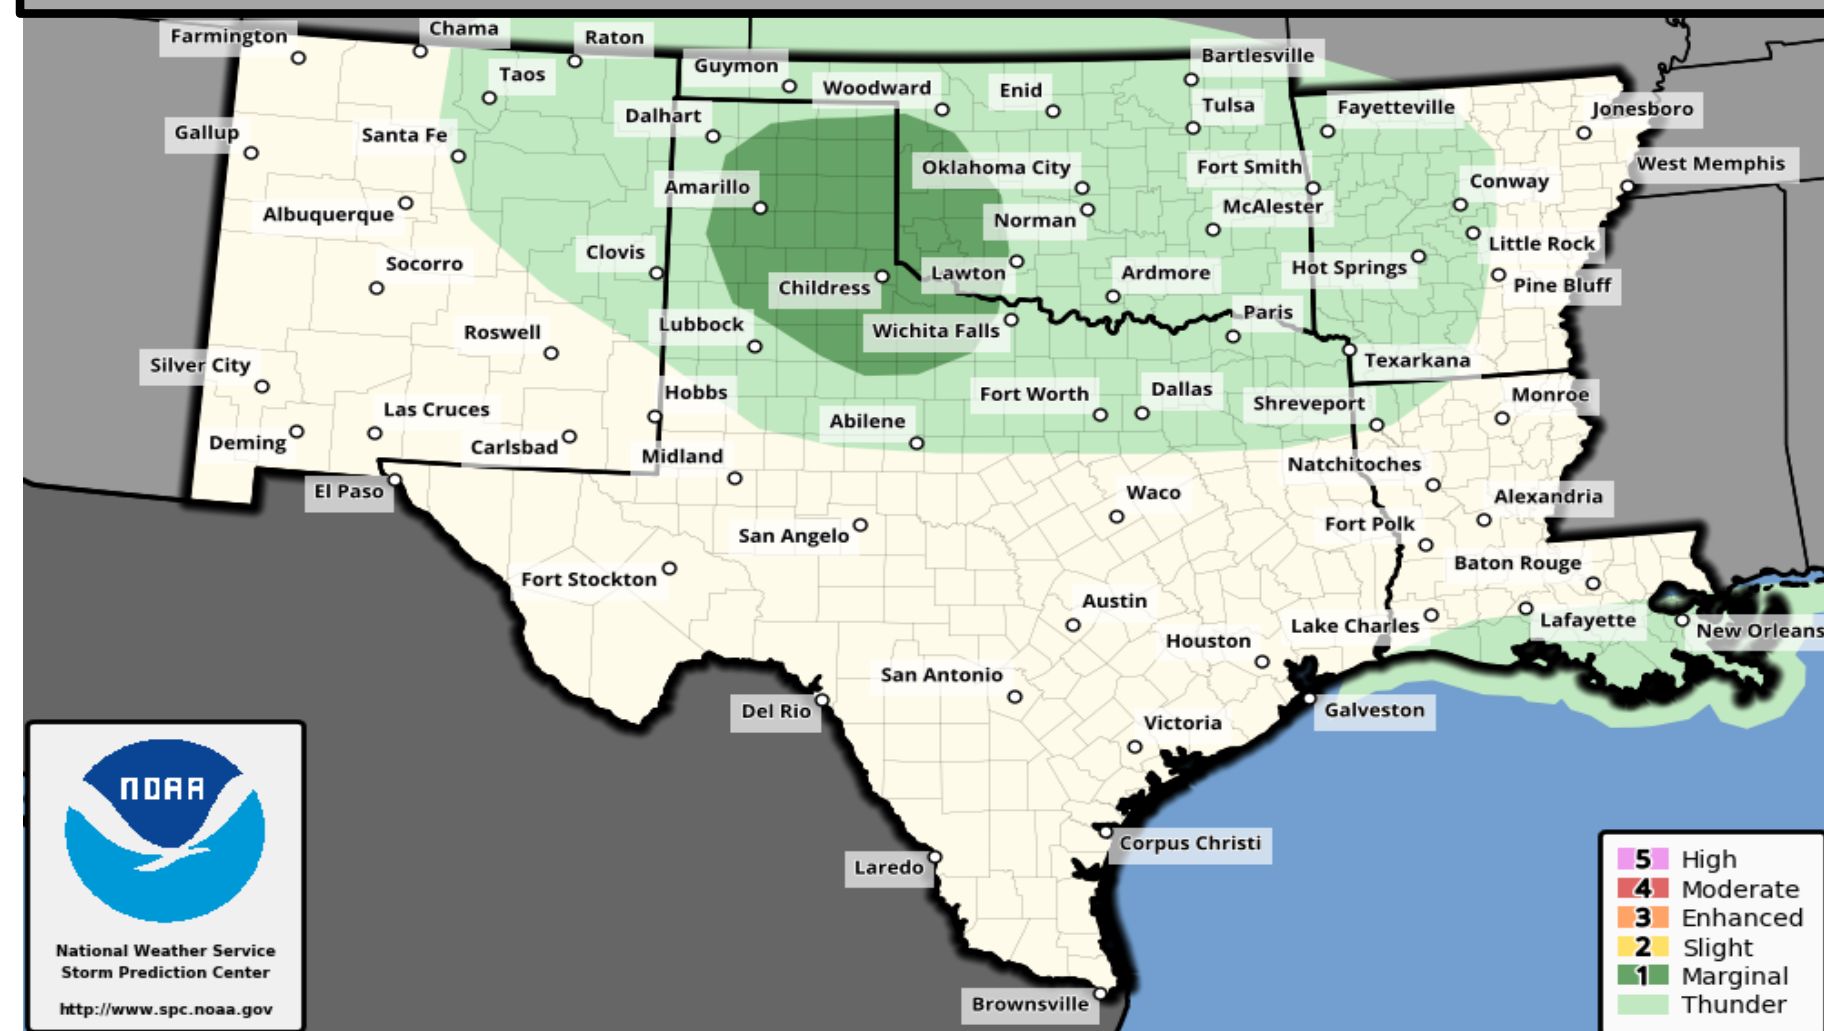 Farmington
Chama
Raton
Taos
Guymon
Woodward
Enid
Bartlesville
Dalhart
Tulsa
Fayetteville
Jonesboro
Gallup
Santa Fe
Oklahoma City
Fort Smith
West Memphis
Amarillo
Conway
Albuquerque
Norman
McAlester
Socorro
Clovis
Childress
Lawton
Ardmore
Hot Springs
Little Rock
Pine Bluff
Roswell
Lubbock
Wichita Falls
Paris
Texarkana
Silver City
Hobbs
Fort Worth
Dallas
Shreveport
Monroe
Las Cruces
Deming
Carlsbad
Abilene
Midland
Natchitoches
El Paso
Waco
Alexandria
San Angelo
Fort Polk
Fort Stockton
Baton Rouge
Austin
Lake Charles
Lafayette
New Orleans
Houston
San Antonio
Del Rio
Galveston
Victoria
Corpus Christi
Laredo
Brownsville
NOAA
National Weather Service
Storm Prediction Center
http://www.spc.noaa.gov
5 High
4 Moderate
3 Enhanced
2 Slight
1 Marginal
Thunder